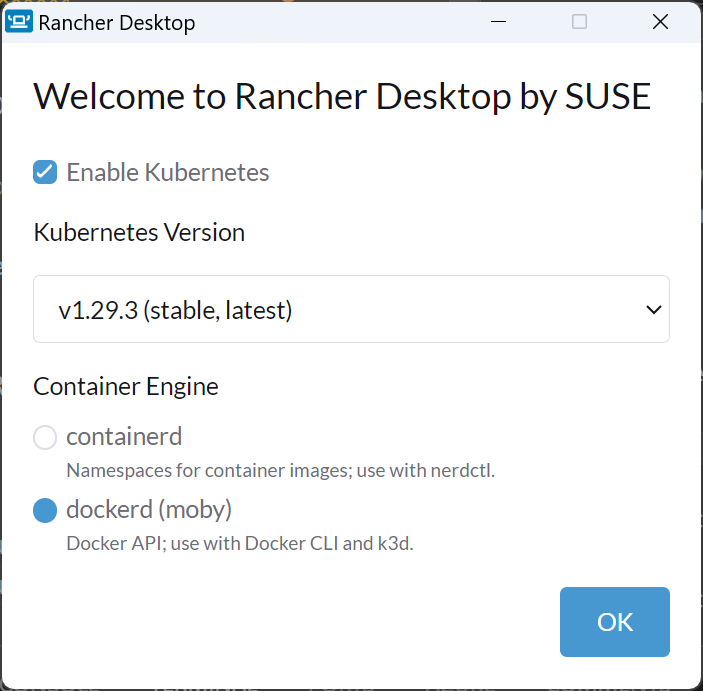 Rancher Desktop
Welcome to Rancher Desktop by SUSE
Enable Kubernetes
Kubernetes Version
v1.29.3 (stable, latest)
Container Engine
containerd
Namespaces for container images; use with nerdctl.
dockerd (moby)
Docker API; use with Docker CLI and k3d.
OK